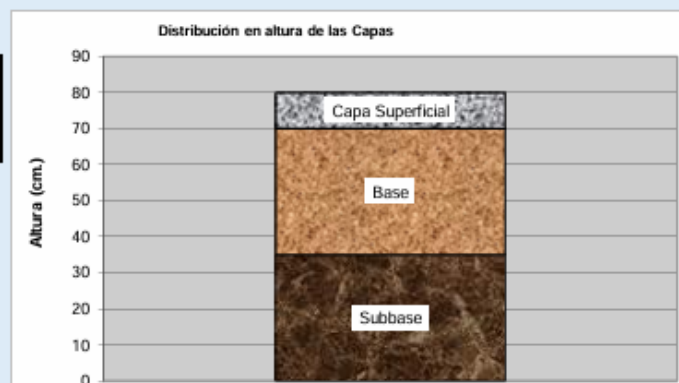 Distribución en altura de las Capas
Altura (cm.)
90
80
70
60
50
40
30
20
10
0
Capa Superficial
Base
Subbase